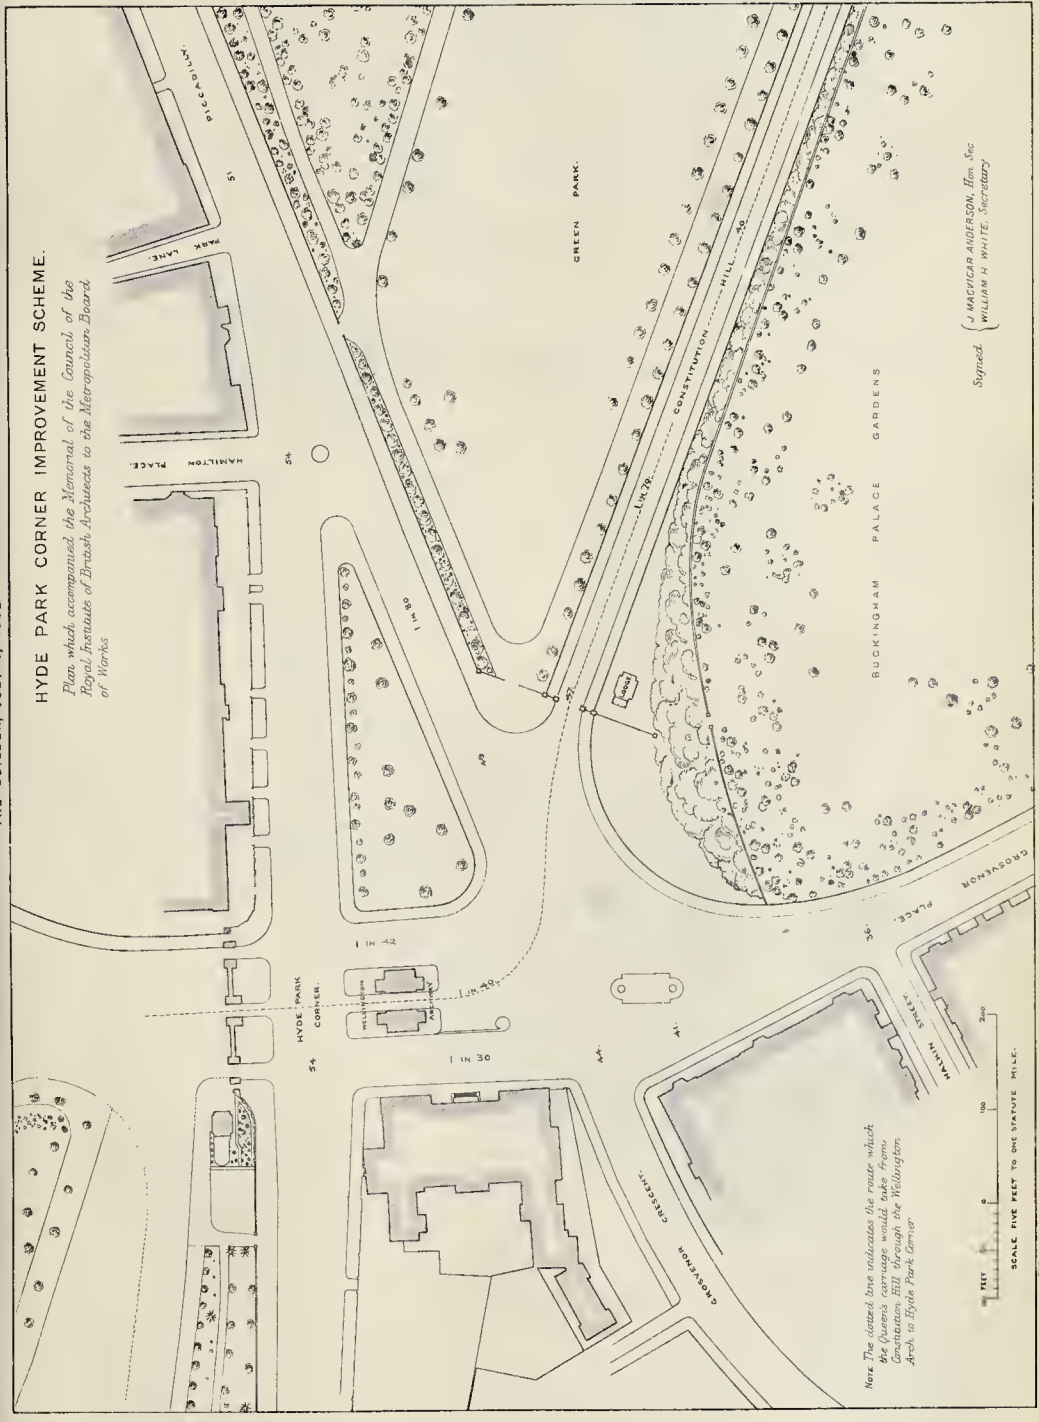 HYDE PARK CORNER IMPROVEMENT SCHEME.
Plan which accompanied the Memorial of the Council of the
Royal Institute of British Architects to the Metropolitan Board
of Works
PICCADILLY.
51
PARK LANE.
HAMILTON PLACE.
54
1 IN 80
GREEN PARK.
CONSTITUTION HILL
40
1 IN 79.
37
LODGE
49
BUCKINGHAM PALACE GARDENS
Signed { J MACVICAR ANDERSON, Hon Sec
WILLIAM H. WHITE, Secretary
GROSVENOR PLACE.
36.
HALKIN STREET.
1 IN 42
HYDE PARK
CORNER.
54
WELLINGTON
ARCHWAY
1 IN 40
1 IN 30
44.
41.
GROSVENOR CRESCENT.
NOTE The dotted line indicates the route which
the Queen's carriage would take from
Constitution Hill through the Wellington
Arch to Hyde Park Corner
FEET
0
100
200
SCALE FIVE FEET TO ONE STATUTE MILE.